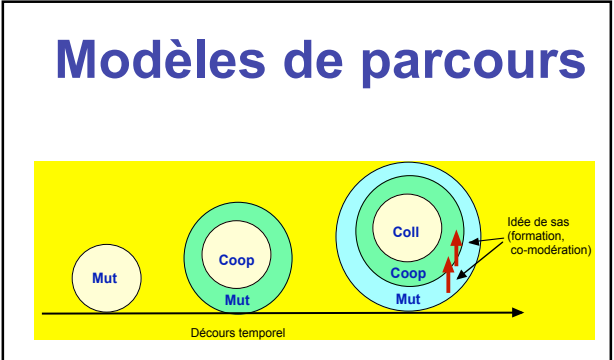 Modèles de parcours
Mut
Coop
Mut
Coll
Coop
Mut
Idée de sas
(formation,
co-modération)
Décours temporel